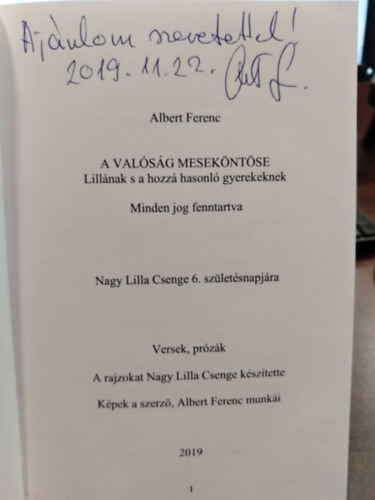 Ajánlom szeretettel!
2019.11.22.
Albert Ferenc
A VALÓSÁG MESEKÖNTÖSE
Lillának s a hozzá hasonló gyerekeknek
Minden jog fenntartva
Nagy Lilla Csenge 6. születésnapjára
Versek, prózák
A rajzokat Nagy Lilla Csenge készítette
Képek a szerző, Albert Ferenc munkái
2019
1